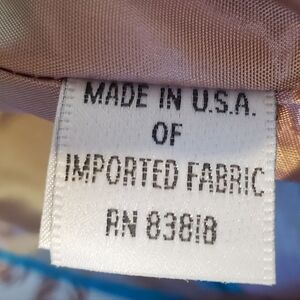 MADE IN U.S.A.
OF
IMPORTED FABRIC
RN 83818